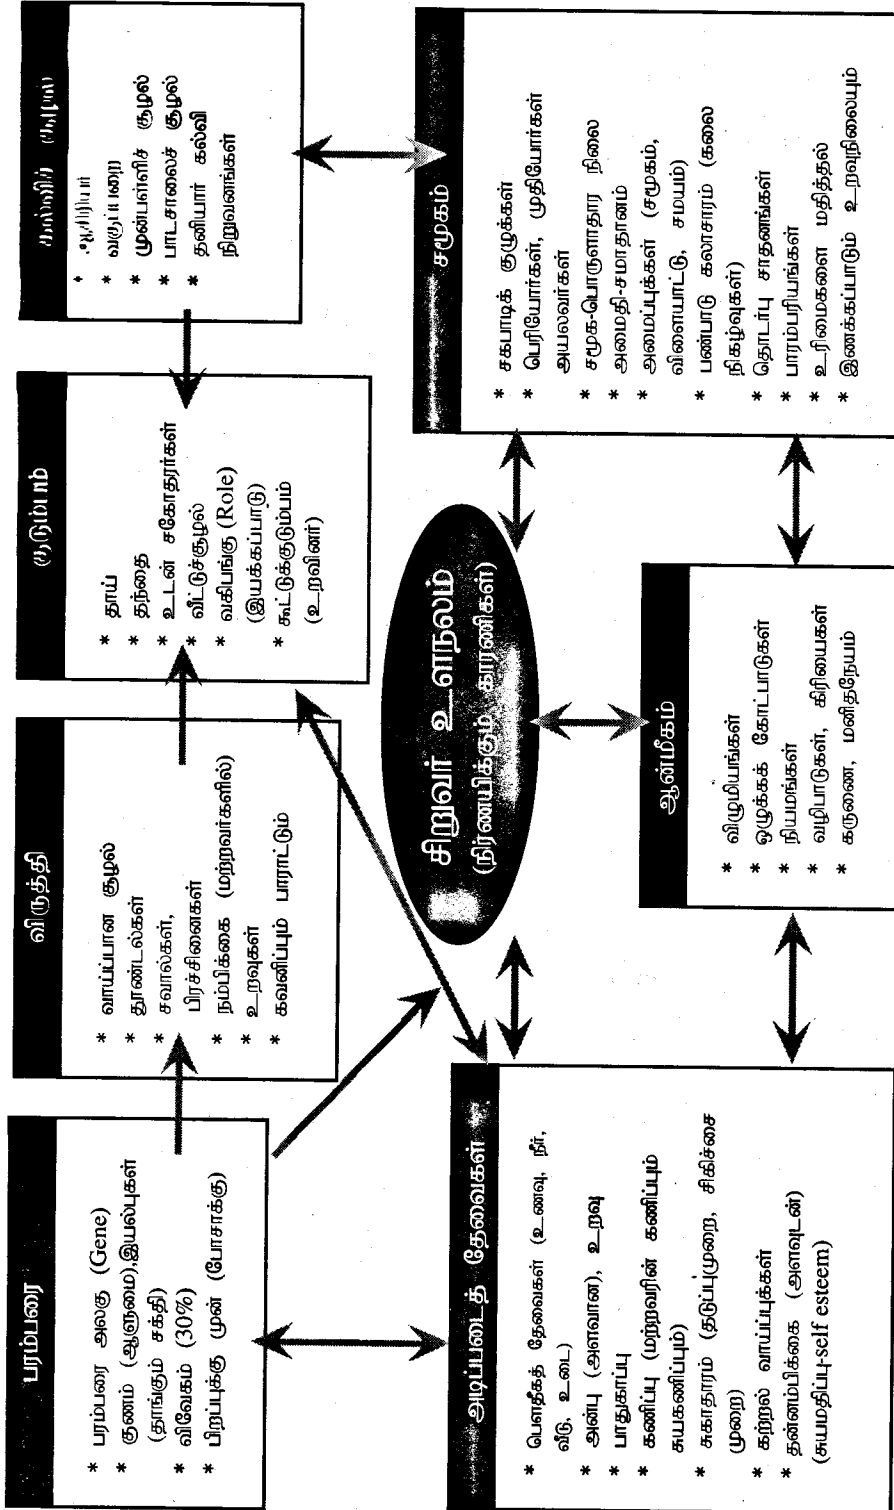 பரம்பரை
* பரம்பரை அலகு (Gene)
* குணம் (ஆளுமை),இயல்புகள்
(தாங்கும் சக்தி)
* விவேகம் (30%)
* பிறப்புக்கு முன் (போசாக்கு)
விருத்தி
* வாய்ப்பான சூழல்
* தூண்டல்கள்
* சவால்கள்,
பிரச்சினைகள்
* நம்பிக்கை (மற்றவர்களில்)
* உறவுகள்
* கவனிப்பும் பாராட்டும்
குடும்பம்
* தாய்
* தந்தை
* உடன் சகோதரர்கள்
* வீட்டுச்சூழல்
* வகிபங்கு (Role)
(இயக்கப்பாடு)
* கூட்டுக்குடும்பம்
(உறவினர்)
கல்விச்
*
* வகுப்பறை
* முன்பள்ளிச் சூழல்
* பாடசாலைச் சூழல்
* தனியார் கல்வி
நிறுவனங்கள்
சிறுவர் உளநலம்
(நிர்ணயிக்கும் காரணிகள்)
அடிப்படைத் தேவைகள்
* பௌதீகத் தேவைகள் (உணவு, நீர்,
வீடு, உடை)
* அன்பு (அளவான), உறவு
* பாதுகாப்பு
* கணிப்பு (மற்றவரின் கணிப்பும்
சுயகணிப்பும்)
* சுகாதாரம் (தடுப்புமுறை, சிகிச்சை
முறை)
* கற்றல் வாய்ப்புக்கள்
* தன்னம்பிக்கை (அளவுடன்)
(சுயமதிப்பு-self esteem)
ஆன்மீகம்
* விழுமியங்கள்
* ஒழுக்கக் கோட்பாடுகள்
* நியமங்கள்
* வழிபாடுகள், கிரியைகள்
* கருணை, மனிதநேயம்
சமூகம்
* சகபாடிக் குழுக்கள்
* பெரியோர்கள், முதியோர்கள்
அயலவர்கள்
* சமூக-பொருளாதார நிலை
* அமைதி-சமாதானம்
* அமைப்புக்கள் (சமூகம்,
விளையாட்டு, சமயம்)
* பண்பாடு கலாசாரம் (கலை
நிகழ்வுகள்)
* தொடர்பு சாதனங்கள்
* பாரம்பரியங்கள்
* உரிமைகளை மதித்தல்
* இணக்கப்பாடும் உறவுநிலையும்